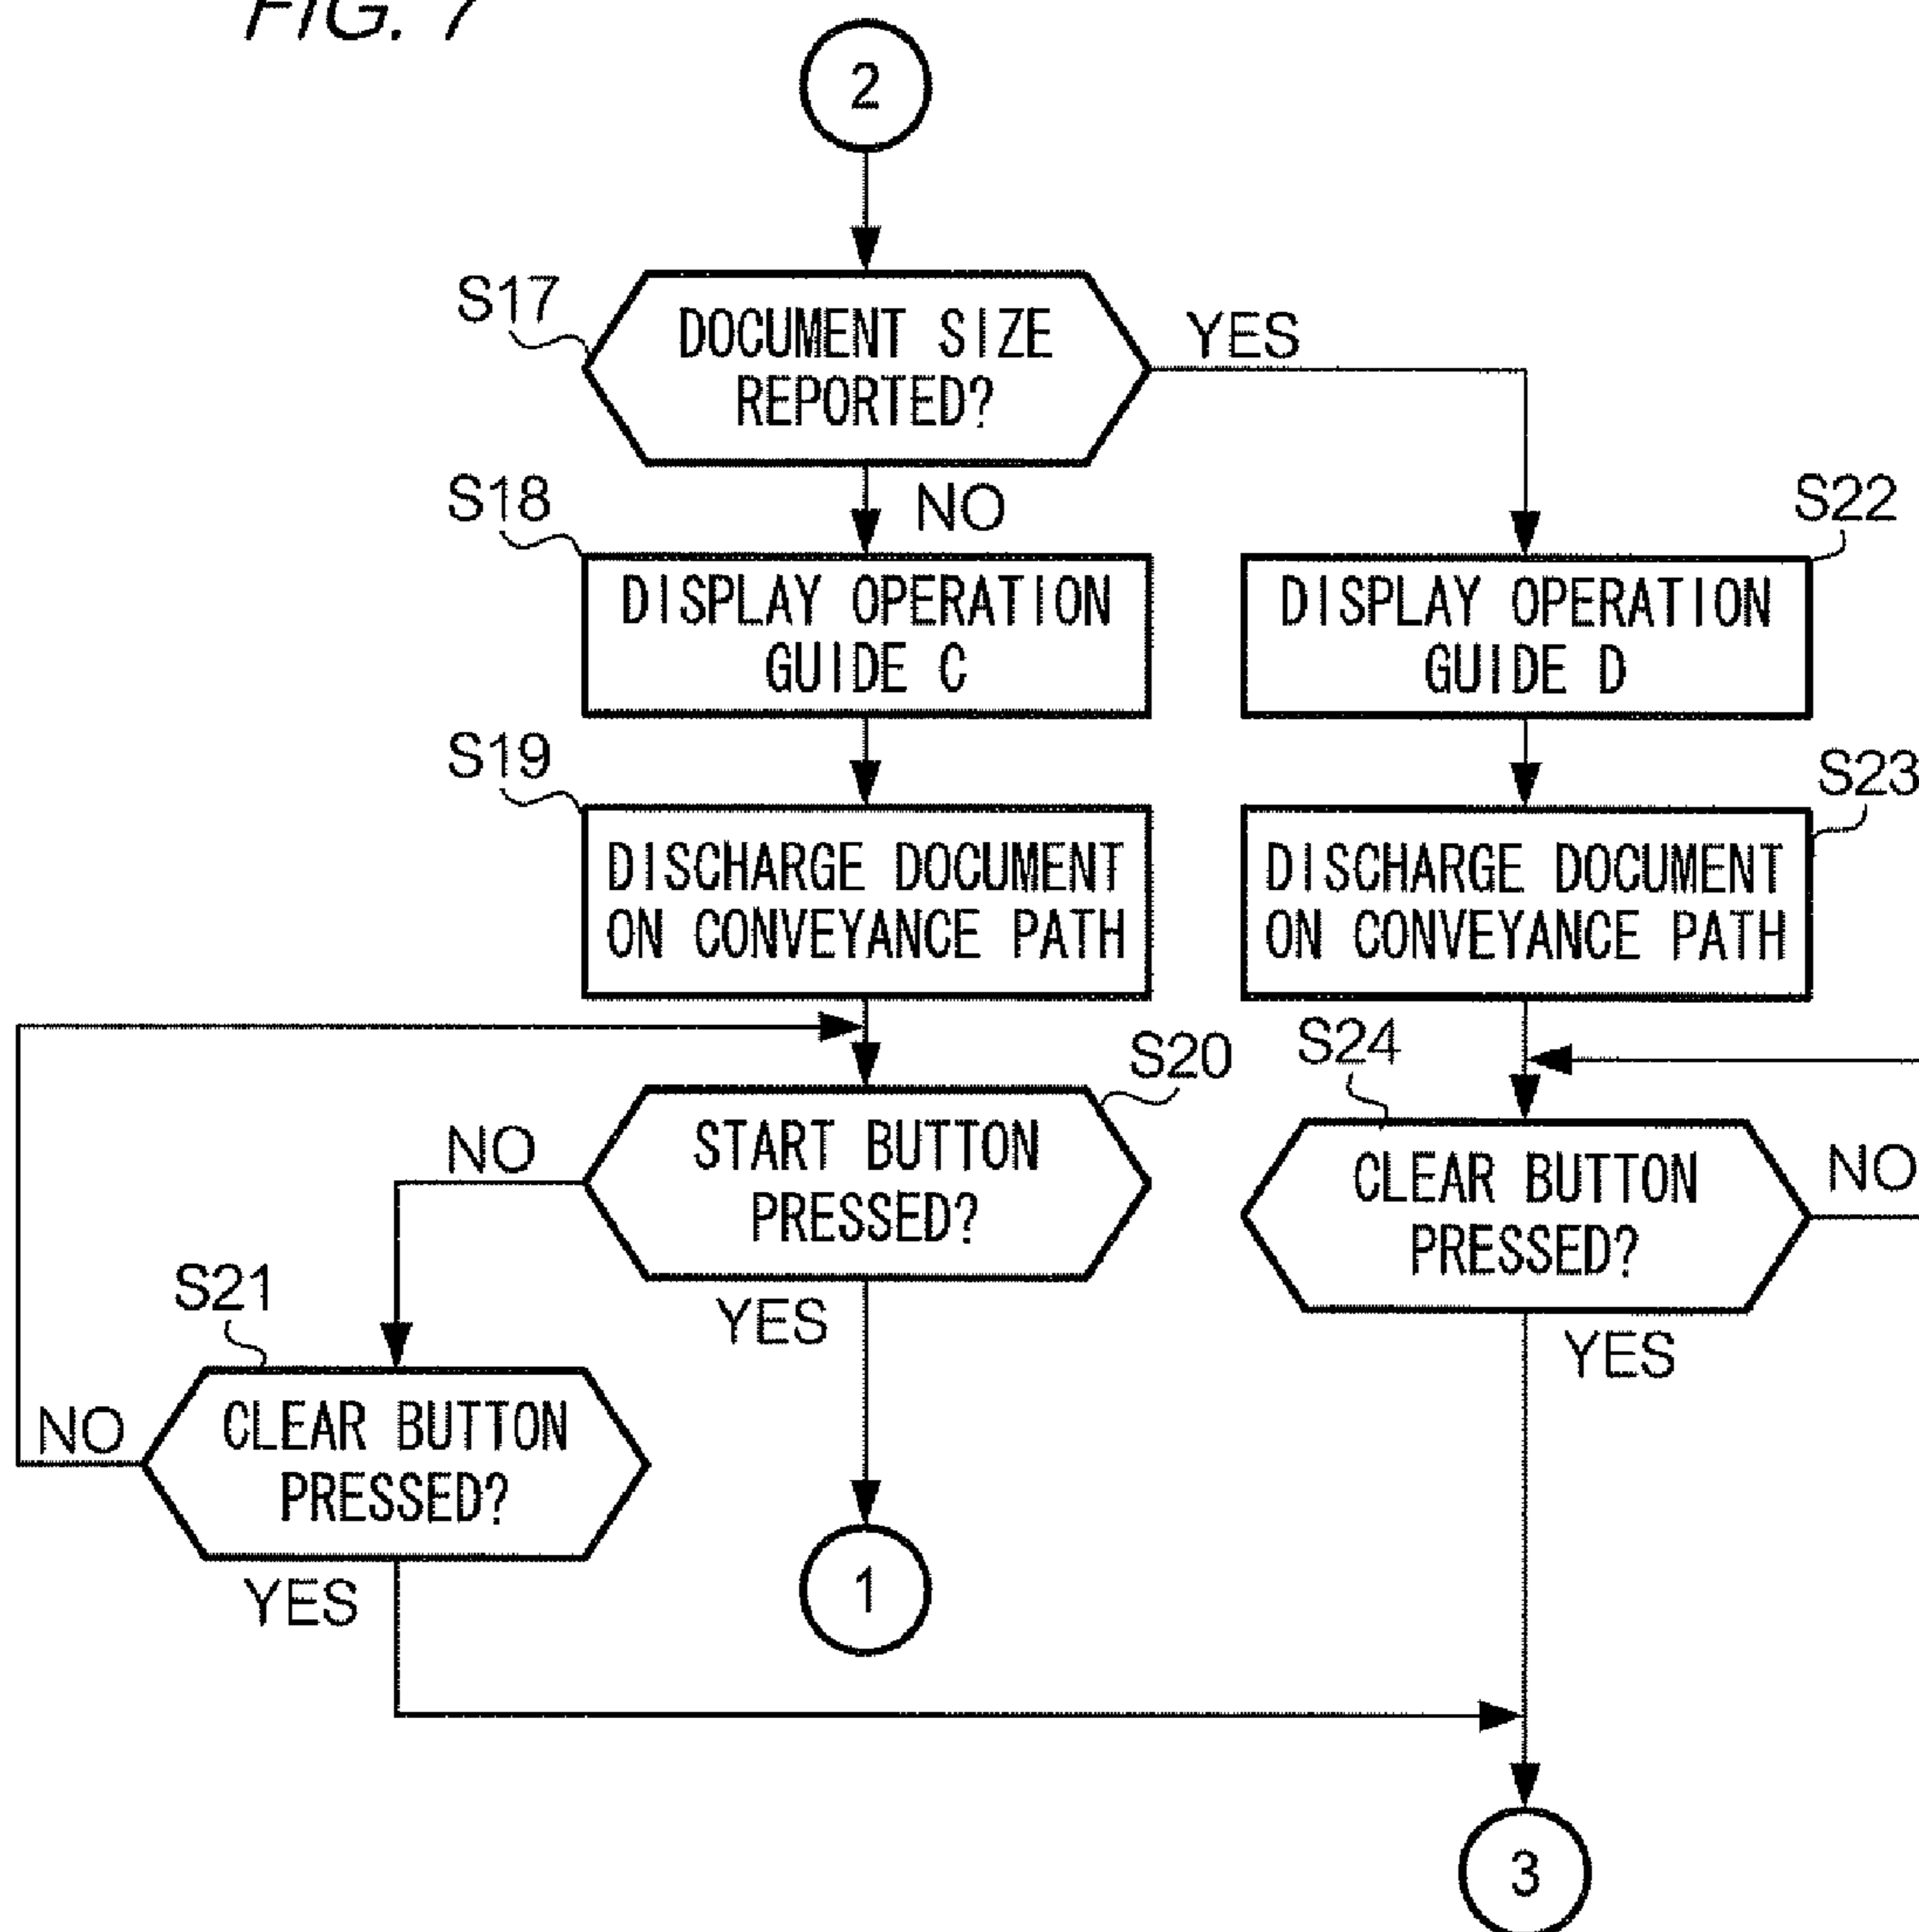 FIG. 7
2
S17
DOCUMENT SIZE
REPORTED?
YES
NO
S18
DISPLAY OPERATION
GUIDE C
S22
DISPLAY OPERATION
GUIDE D
S19
DISCHARGE DOCUMENT
ON CONVEYANCE PATH
S23
DISCHARGE DOCUMENT
ON CONVEYANCE PATH
S20
START BUTTON
PRESSED?
NO
YES
S24
CLEAR BUTTON
PRESSED?
NO
YES
S21
CLEAR BUTTON
PRESSED?
NO
YES
1
3